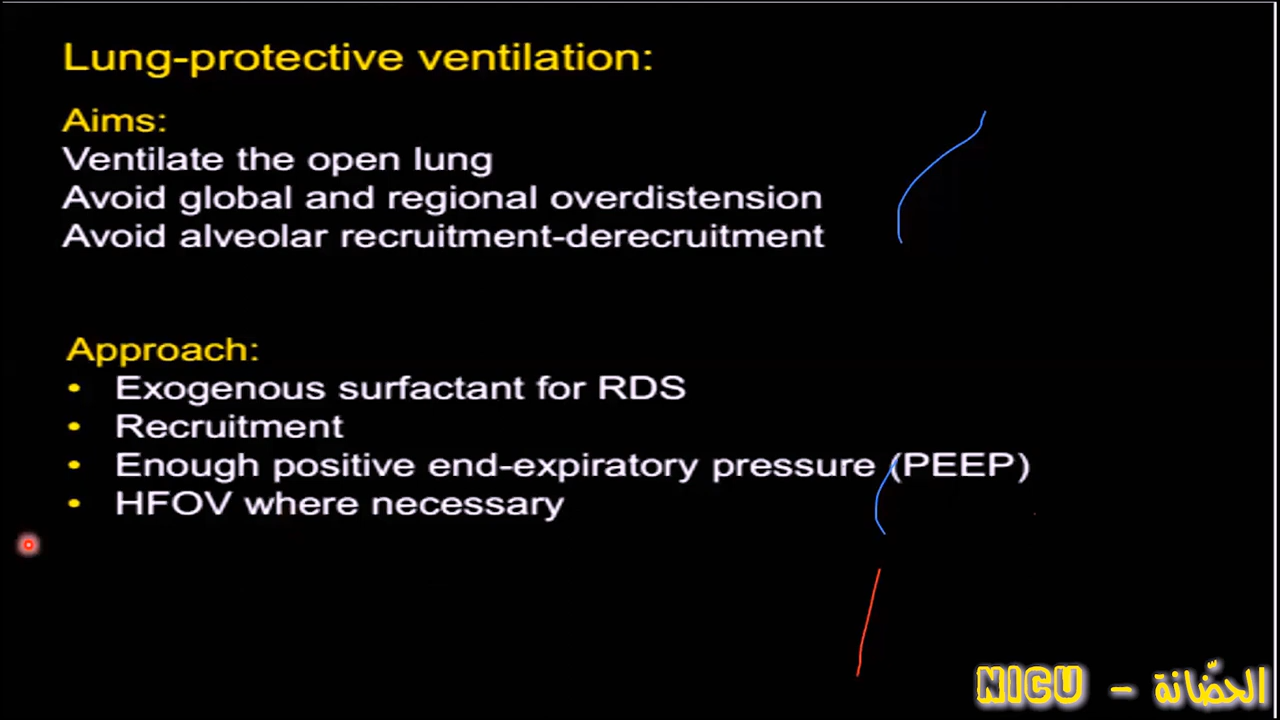 Lung-protective ventilation:
Aims:
Ventilate the open lung
Avoid global and regional overdistension
Avoid alveolar recruitment-derecruitment
Approach:
• Exogenous surfactant for RDS
• Recruitment
• Enough positive end-expiratory pressure (PEEP)
• HFOV where necessary
NICU - الحضّانة